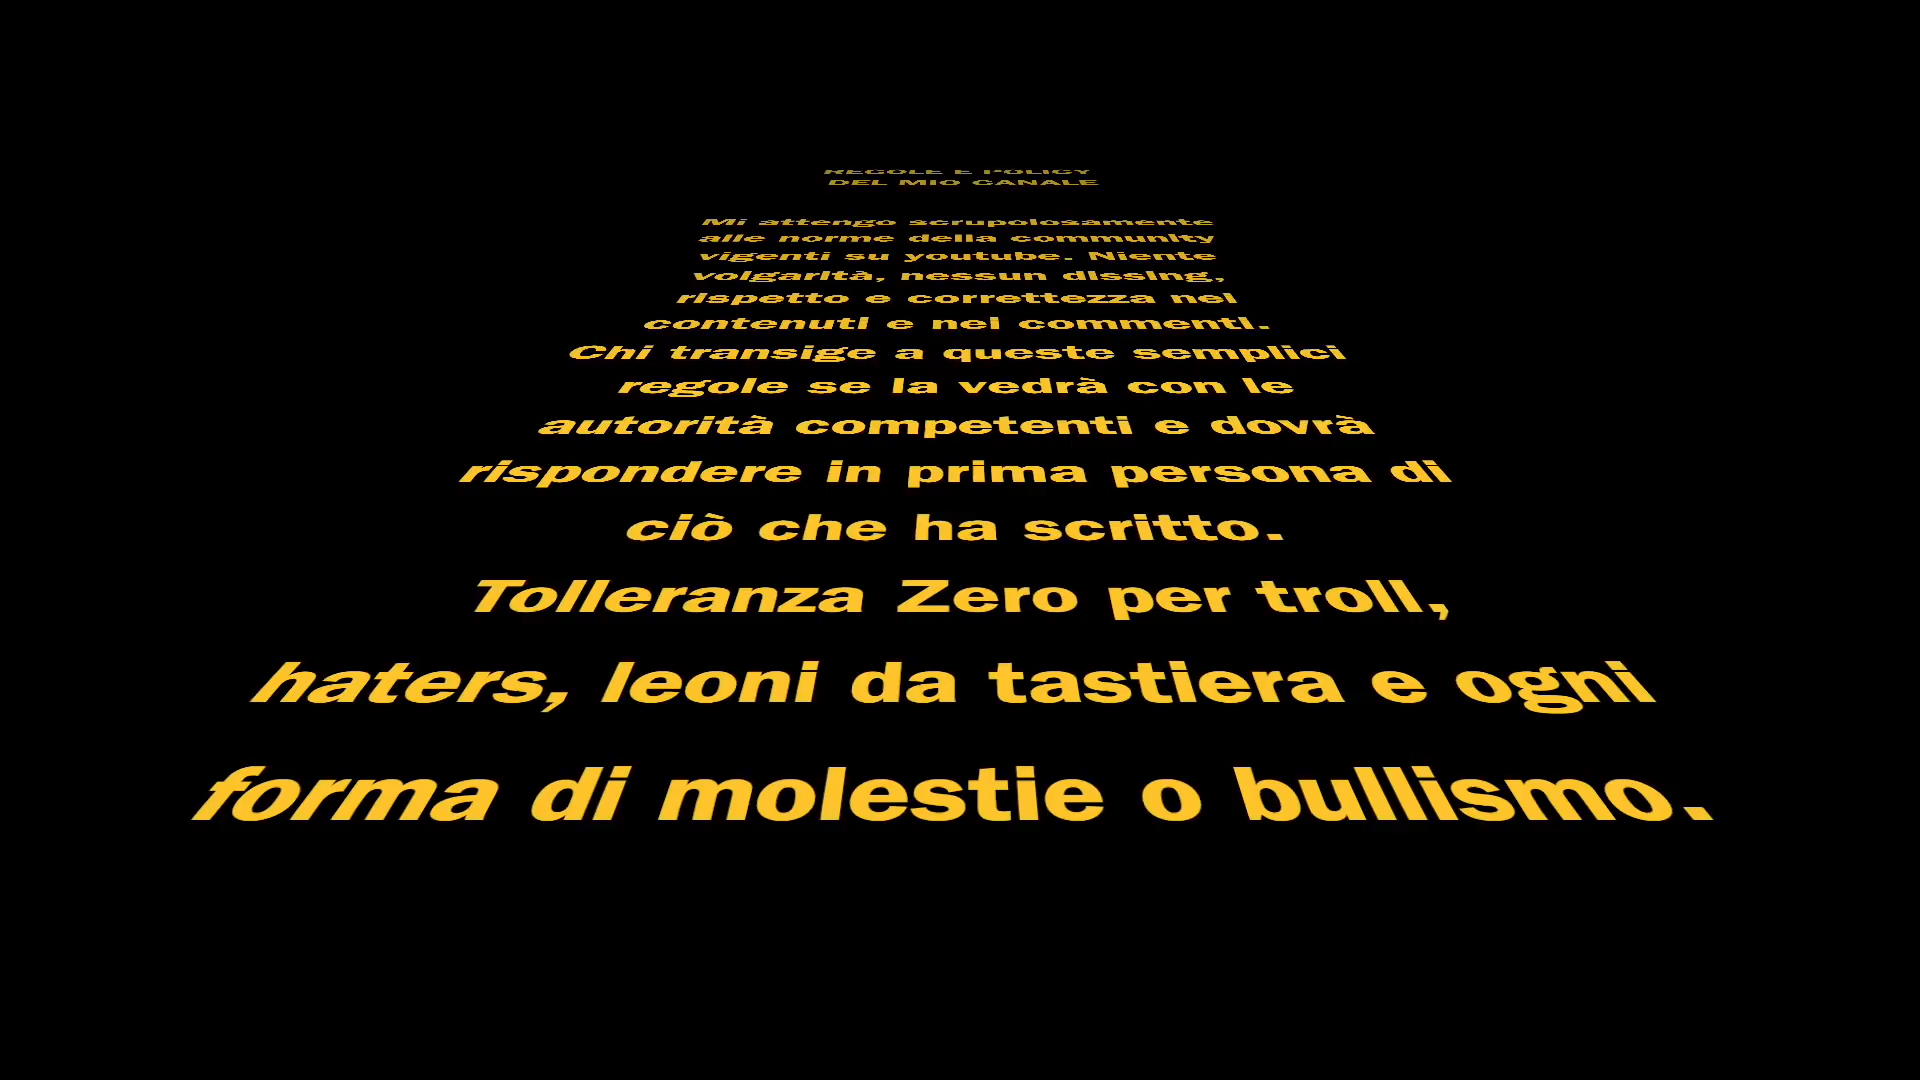 REGOLE E POLICY
DEL MIO CANALE
Mi attengo scrupolosamente
alle norme della community
vigenti su youtube. Niente
volgarità, nessun dissing,
rispetto e correttezza nei
contenuti e nei commenti.
Chi transige a queste semplici
regole se la vedrà con le
autorità competenti e dovrà
rispondere in prima persona di
ciò che ha scritto.
Tolleranza Zero per troll,
haters, leoni da tastiera e ogni
forma di molestie o bullismo.